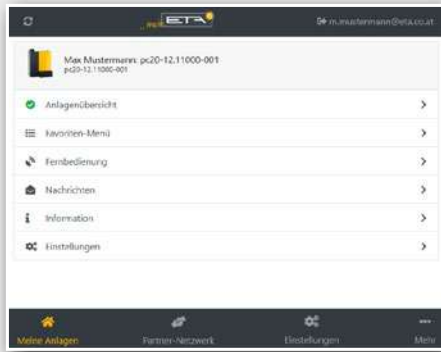 meinETA
m.mustermann@eta.co.at
Max Mustermann: pc20-12.11000-001
pc20-12.11000-001
Anlagenübersicht
Favoriten-Menü
Fernbedienung
Nachrichten
Information
Einstellungen
Meine Anlagen
Partner-Netzwerk
Einstellungen
Mehr